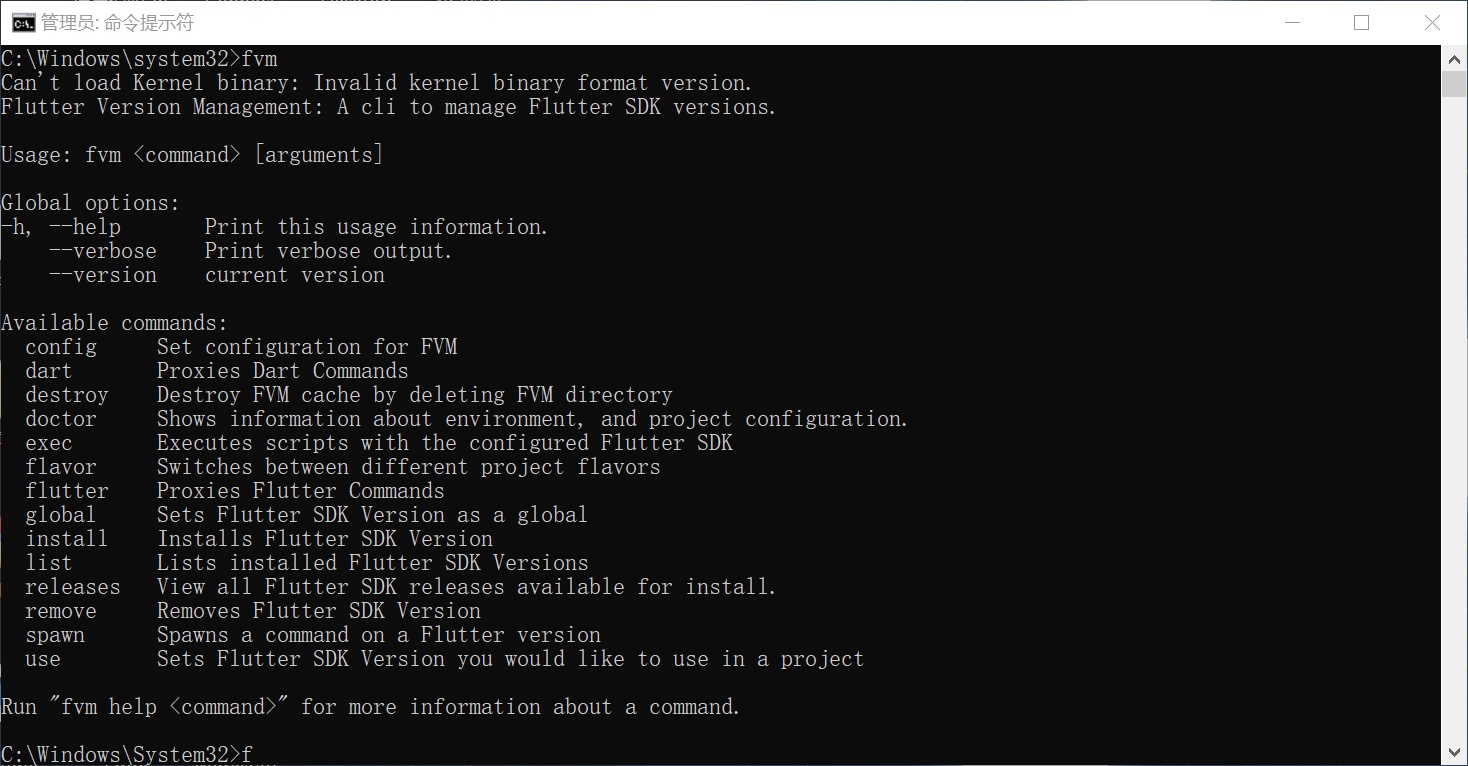 管理员: 命令提示符
C:\Windows\system32>fvm
Can't load Kernel binary: Invalid kernel binary format version.
Flutter Version Management: A cli to manage Flutter SDK versions.
Usage: fvm <command> [arguments]
Global options:
-h, --help       Print this usage information.
    --verbose    Print verbose output.
    --version    current version
Available commands:
  config     Set configuration for FVM
  dart       Proxies Dart Commands
  destroy    Destroy FVM cache by deleting FVM directory
  doctor     Shows information about environment, and project configuration.
  exec       Executes scripts with the configured Flutter SDK
  flavor     Switches between different project flavors
  flutter    Proxies Flutter Commands
  global     Sets Flutter SDK Version as a global
  install    Installs Flutter SDK Version
  list       Lists installed Flutter SDK Versions
  releases   View all Flutter SDK releases available for install.
  remove     Removes Flutter SDK Version
  spawn      Spawns a command on a Flutter version
  use        Sets Flutter SDK Version you would like to use in a project
Run "fvm help <command>" for more information about a command.
C:\Windows\System32>f